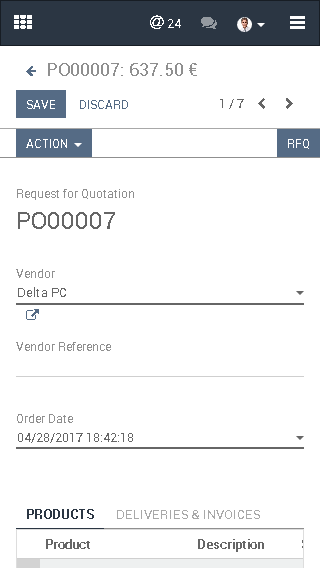 @ 24
PO00007: 637.50 €
SAVE DISCARD 1 / 7
ACTION RFQ
Request for Quotation
PO00007
Vendor
Delta PC
Vendor Reference
Order Date
04/28/2017 18:42:18
PRODUCTS DELIVERIES & INVOICES
Product Description